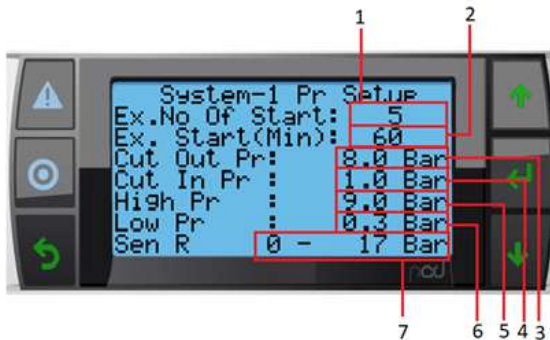 1
2
System-1 Pr Setup
Ex.No Of Start: 5
Ex. Start(Min): 60
Cut Out Pr: 8.0 Bar
Cut In Pr : 1.0 Bar
High Pr : 9.0 Bar
Low Pr : 0.3 Bar
Sen R 0 - 17 Bar
7
6 5 4 3